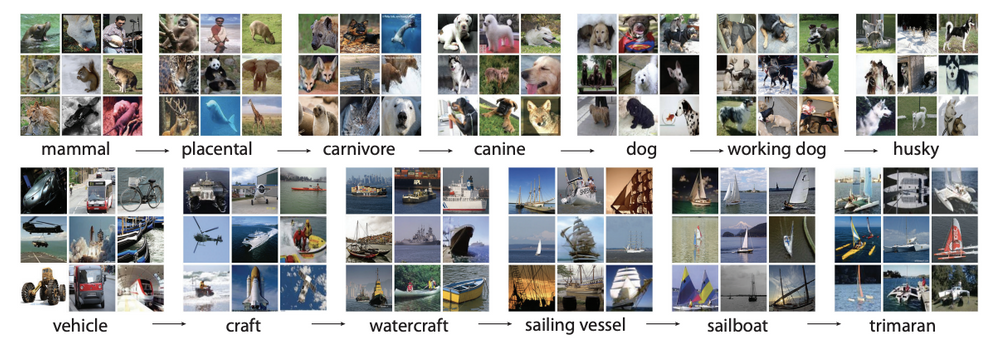 mammal → placental → carnivore → canine → dog → working dog → husky
vehicle → craft → watercraft → sailing vessel → sailboat → trimaran